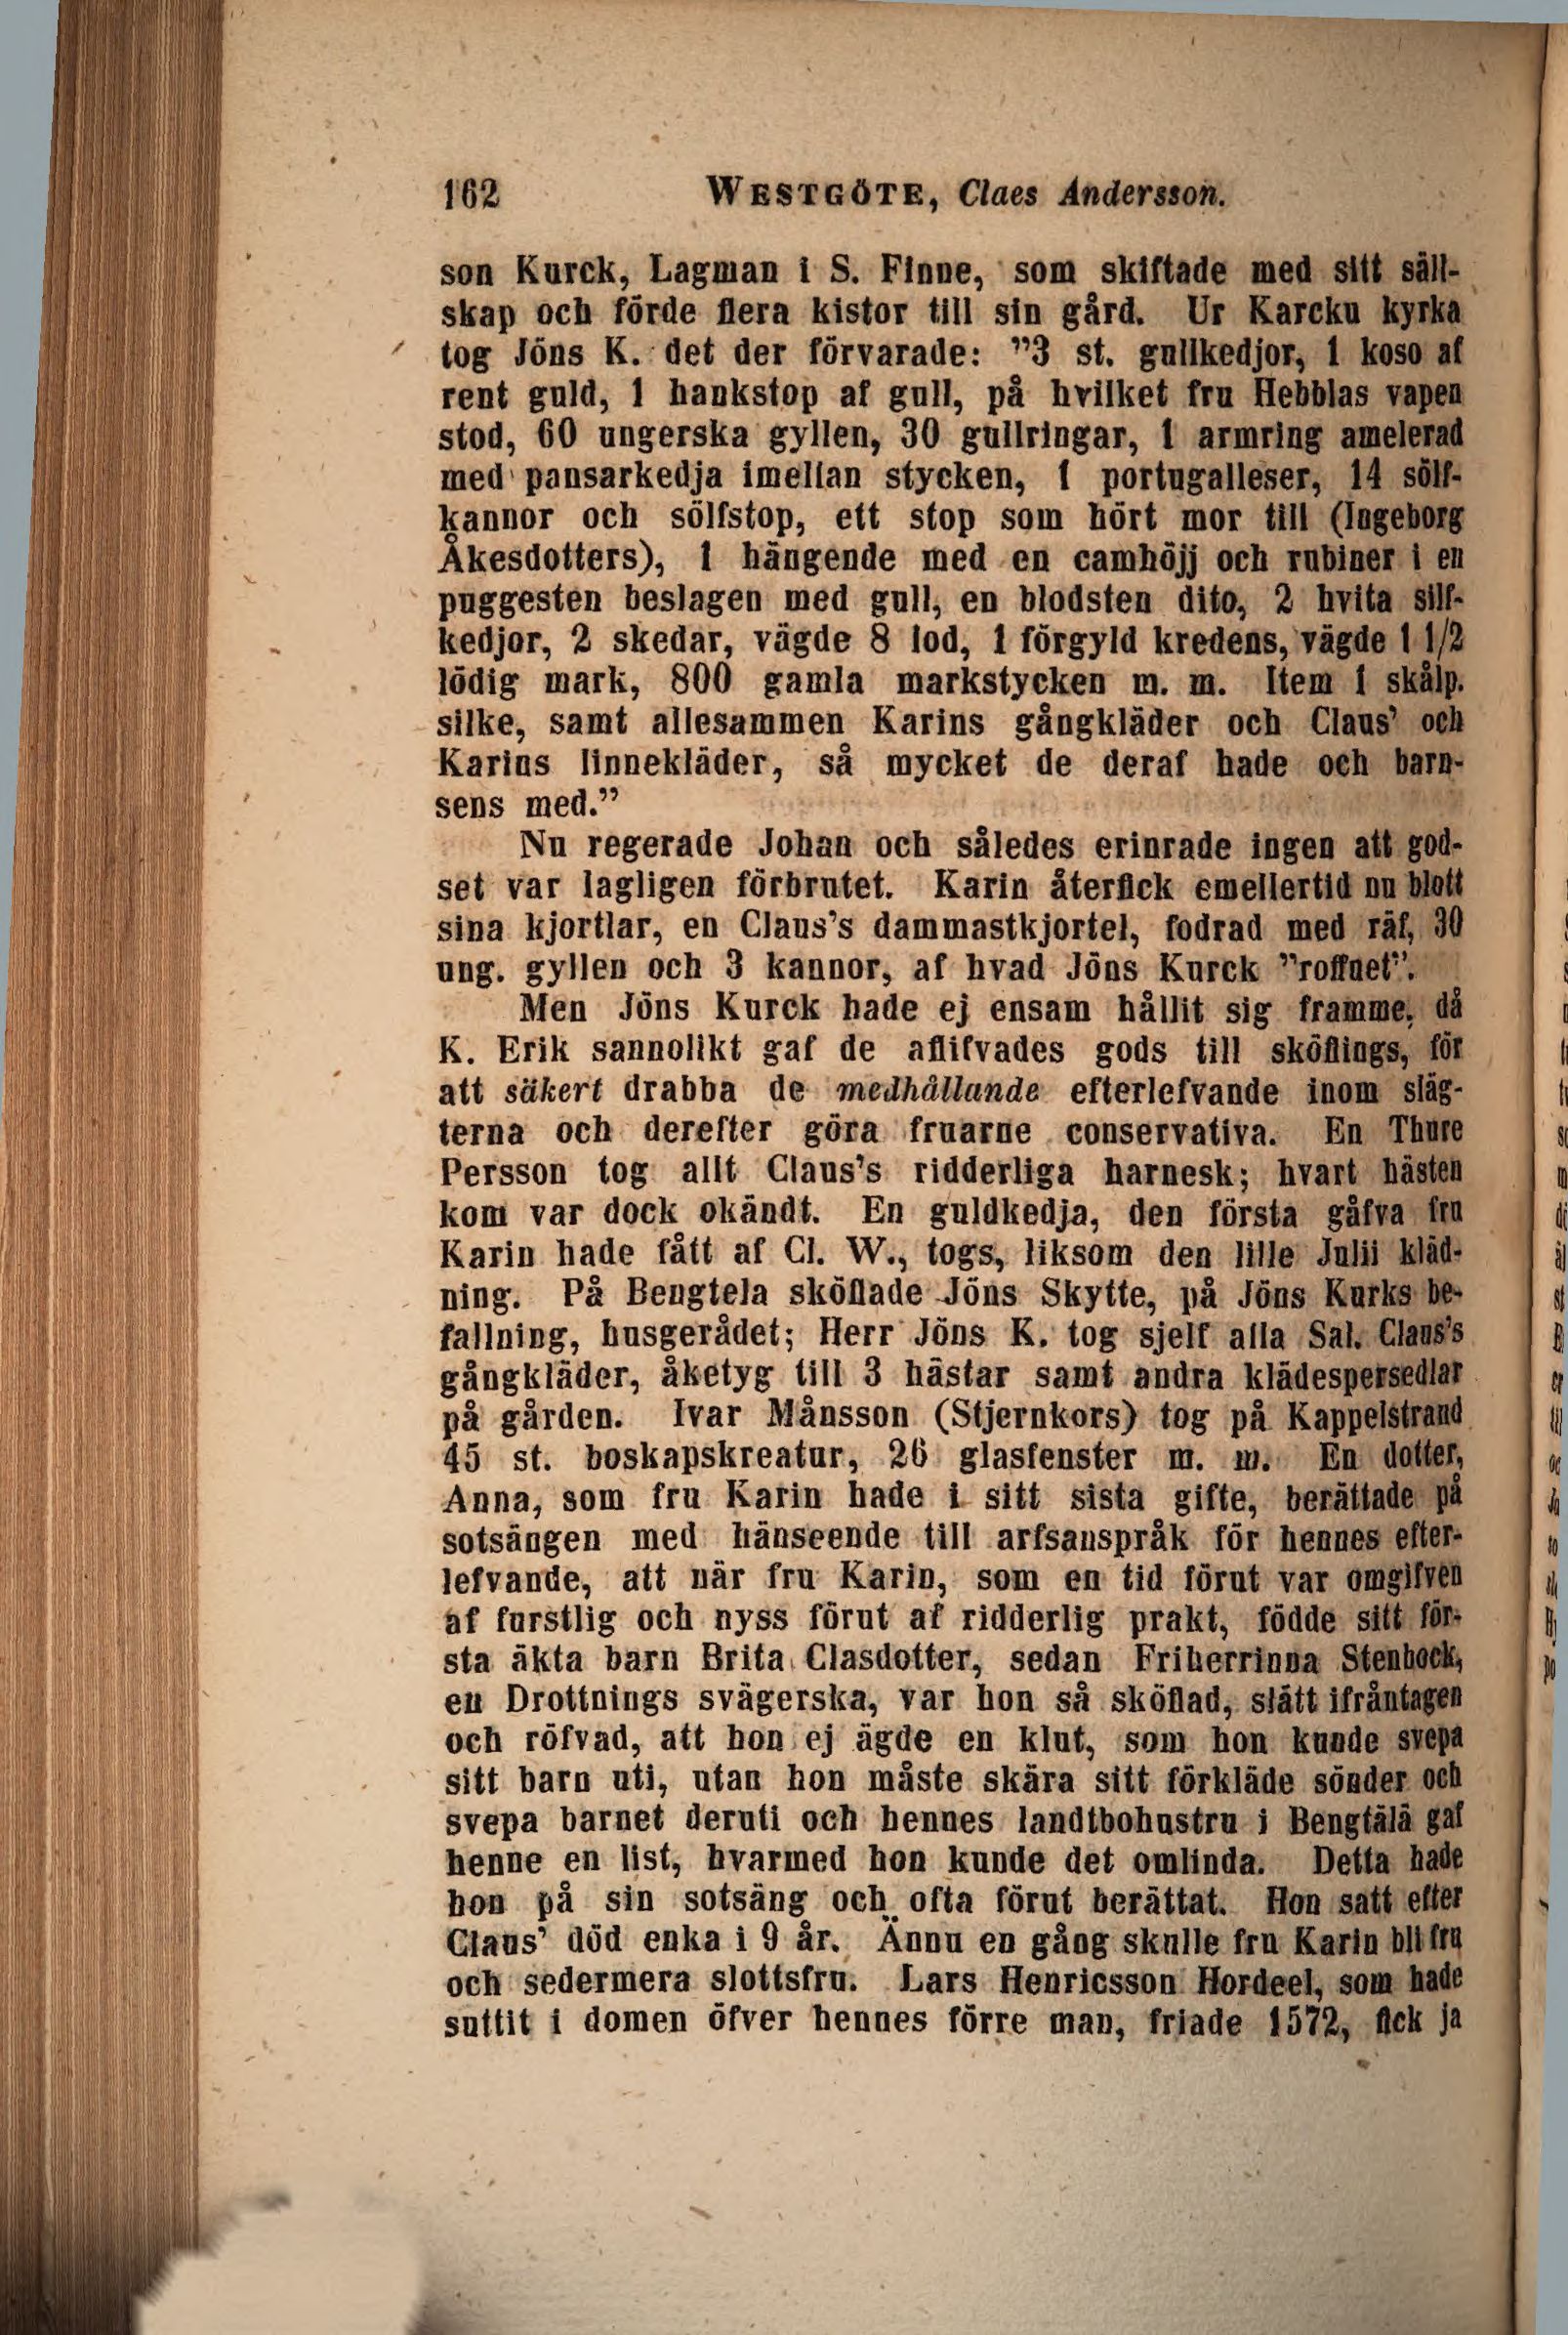 162 WESTGÖTE, Claes Andersson.
son Kurck, Lagman i S. Finne, som skiftade med sitt säll-
skap och förde flera kistor till sin gård. Ur Karcku kyrka
tog Jöns K. det der förvarade: ”3 st. gullkedjor, 1 koso af
rent guld, 1 hankstop af gull, på hvilket fru Hebblas vapen
stod, 60 ungerska gyllen, 30 gullringar, 1 armring amelerad
med pansarkedja imellan stycken, 1 portugalleser, 14 sölf-
kannor och sölfstop, ett stop som hört mor till (Ingeborg
Åkesdotters), 1 hängende med en camhöjj och rubiner i en
puggesten beslagen med gull, en blodsten dito, 2 hvita silf-
kedjor, 2 skedar, vägde 8 lod, 1 förgyld kredens, vägde 1 1/2
lödig mark, 800 gamla markstycken m. m. Item 1 skålp.
silke, samt allesammen Karins gångkläder och Claus’ och
Karins linnekläder, så mycket de deraf hade och barn-
sens med.”
Nu regerade Johan och således erinrade ingen att god-
set var lagligen förbrutet. Karin återfick emellertid nu blott
sina kjortlar, en Claus’s dammastkjortel, fodrad med räf, 30
ung. gyllen och 3 kannor, af hvad Jöns Kurck ”roffnet”.
Men Jöns Kurck hade ej ensam hållit sig framme, då
K. Erik sannolikt gaf de aflifvades gods till sköflings, för
att säkert drabba de medhållande efterlefvande inom släg-
terna och derefter göra fruarne conservativa. En Thure
Persson tog allt Claus’s ridderliga harnesk; hvart hästen
kom var dock okändt. En guldkedja, den första gåfva fru
Karin hade fått af Cl. W., togs, liksom den lille Julii kläd-
ning. På Bengtela sköflade Jöns Skytte, på Jöns Kurks be-
fallning, husgerådet; Herr Jöns K. tog sjelf alla Sal. Claus’s
gångkläder, åketyg till 3 hästar samt andra klädespersedlar
på gården. Ivar Månsson (Stjernkors) tog på Kappelstrand
45 st. boskapskreatur, 26 glasfenster m. m. En dotter,
Anna, som fru Karin hade i sitt sista gifte, berättade på
sotsängen med hänseende till arfsanspråk för hennes efter-
lefvande, att när fru Karin, som en tid förut var omgifven
af furstlig och nyss förut af ridderlig prakt, födde sitt för-
sta äkta barn Brita Clasdotter, sedan Friherrinna Stenbock,
en Drottnings svägerska, var hon så sköflad, slätt ifråntagen
och röfvad, att hon ej ägde en klut, som hon kunde svepa
sitt barn uti, utan hon måste skära sitt förkläde sönder och
svepa barnet deruti och hennes landtbohustru i Bengtälä gaf
henne en list, hvarmed hon kunde det omlinda. Detta hade
hon på sin sotsäng och ofta förut berättat. Hon satt efter
Claus’ död enka i 9 år. Ännu en gång skulle fru Karin bli fru
och sedermera slottsfru. Lars Henricsson Hordeel, som hade
suttit i domen öfver hennes förre man, friade 1572, fick ja